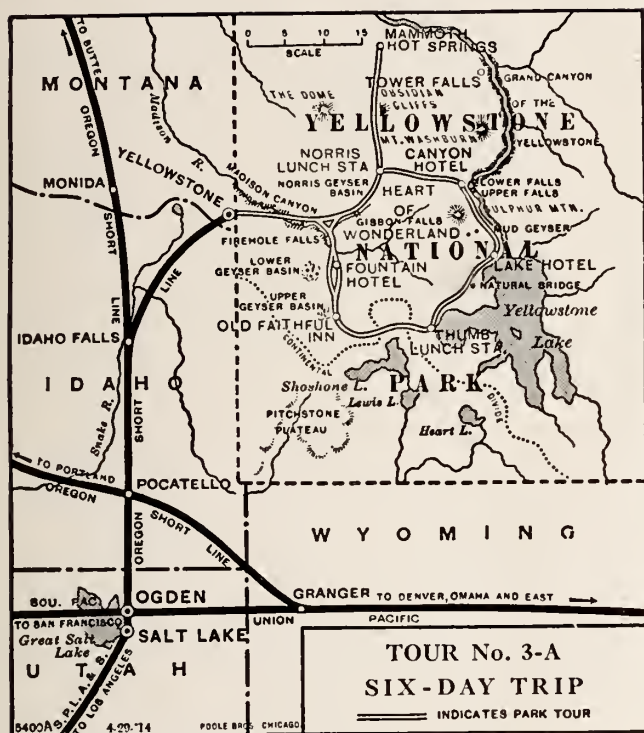 TO BUTTE
OREGON
SHORT
LINE
MONTANA
Madison
R.
SCALE
0 5 10 15
MAMMOTH
HOT SPRINGS
TOWER FALLS
GRAND CANYON
OF THE
YELLOWSTONE
THE DOME
OBSIDIAN
CLIFFS
YELLOWSTONE
MT. WASHBURN
CANYON
HOTEL
YELLOWSTONE
MADISON CANYON
NORRIS
LUNCH STA
NORRIS GEYSER
BASIN
HEART
OF
WONDERLAND
LOWER FALLS
UPPER FALLS
SULPHUR MTN.
MUD GEYSER
MONIDA
GIBBON FALLS
FIREHOLE FALLS
NATIONAL
LOWER
GEYSER BASIN
FOUNTAIN
HOTEL
LAKE HOTEL
NATURAL BRIDGE
UPPER
GEYSER BASIN
OLD FAITHFUL
INN
Yellowstone
Lake
THUMB
LUNCH STA
SHORT
LINE
IDAHO FALLS
IDAHO
Snake R.
CONTINENTAL
DIVIDE
Shoshone L.
Lewis L.
PARK
PITCHSTONE
PLATEAU
Heart L.
TO PORTLAND
OREGON
SHORT
LINE
POCATELLO
OREGON
SHORT
WYOMING
OGDEN
GRANGER
TO DENVER, OMAHA AND EAST
SOU. PAC.
UNION
PACIFIC
TO SAN FRANCISCO
Great Salt
Lake
SALT LAKE
UTAH
S. P., L. A. & S. L.
TO LOS ANGELES
TOUR No. 3-A
SIX-DAY TRIP
INDICATES PARK TOUR
8400A 4-29-'14 POOLE BROS. CHICAGO.